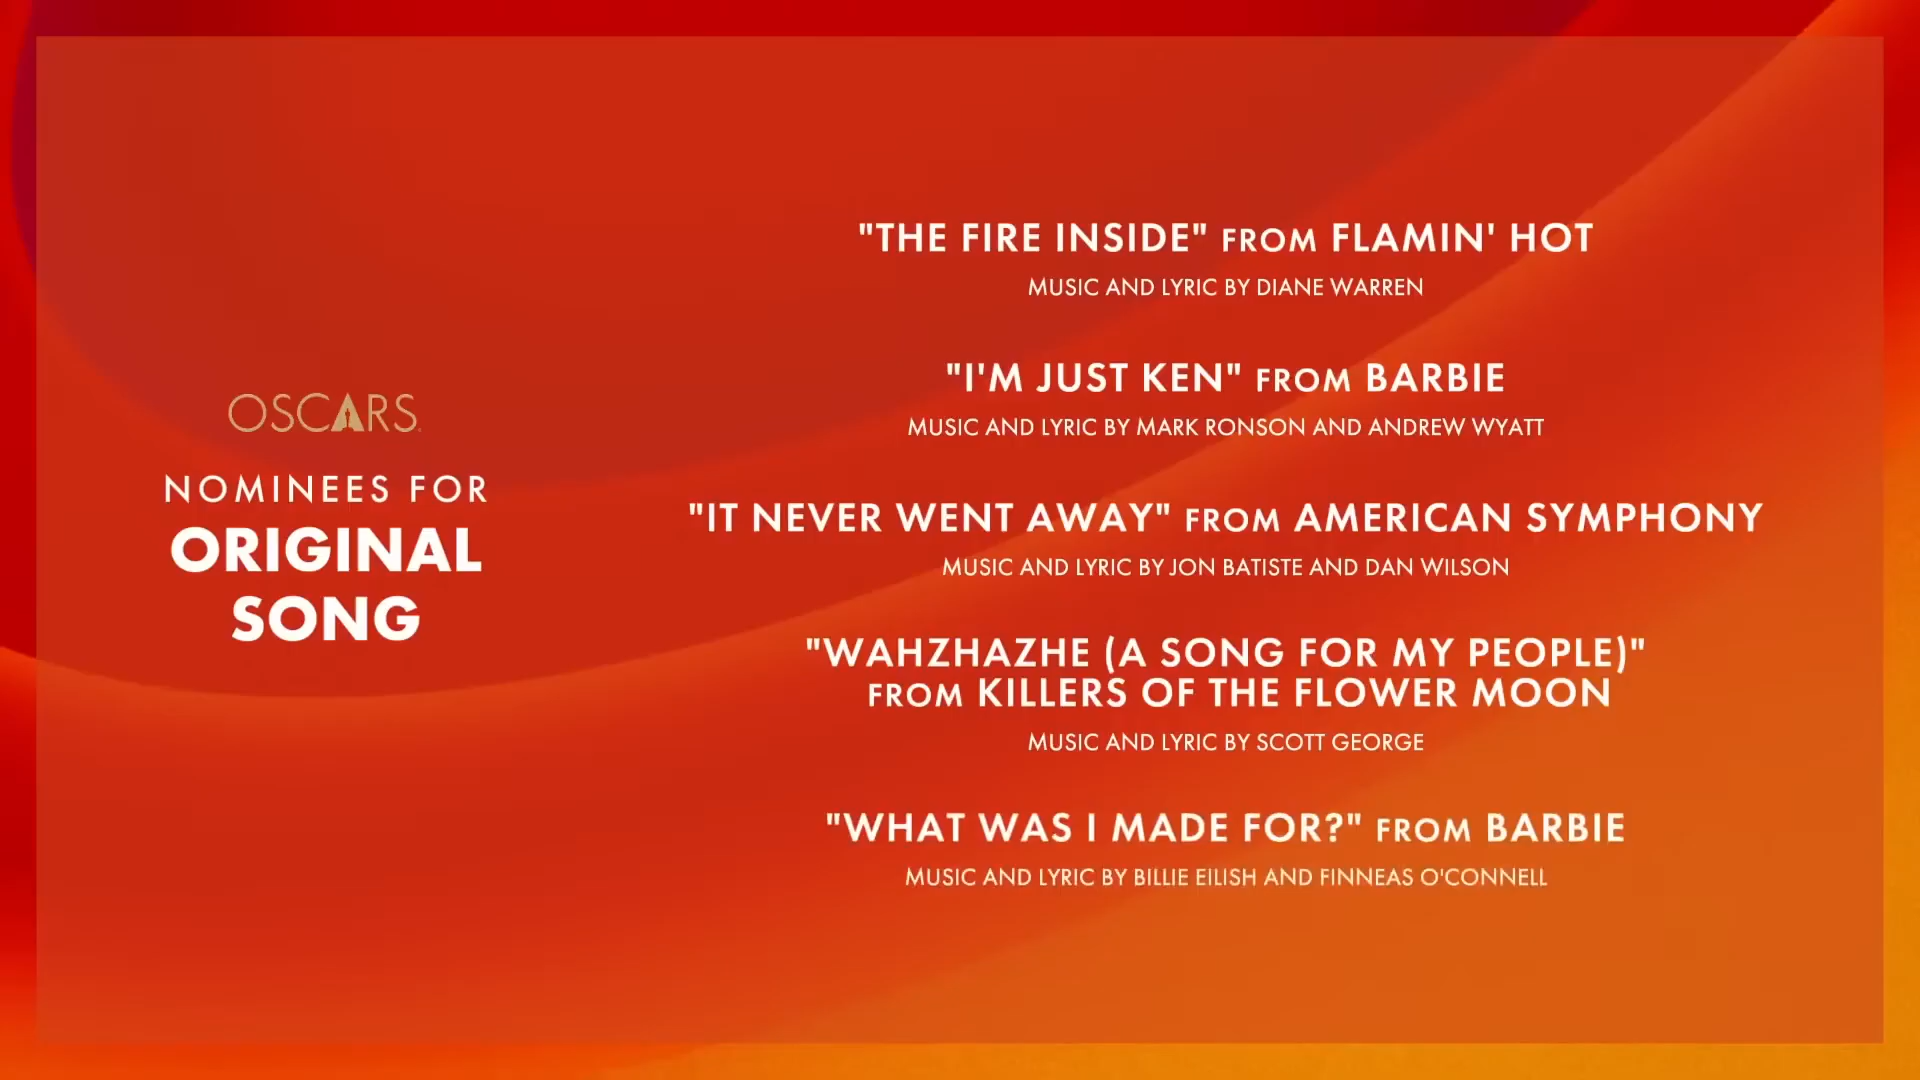 OSCARS
NOMINEES FOR
ORIGINAL
SONG
"THE FIRE INSIDE" FROM FLAMIN' HOT
MUSIC AND LYRIC BY DIANE WARREN
"I'M JUST KEN" FROM BARBIE
MUSIC AND LYRIC BY MARK RONSON AND ANDREW WYATT
"IT NEVER WENT AWAY" FROM AMERICAN SYMPHONY
MUSIC AND LYRIC BY JON BATISTE AND DAN WILSON
"WAHZHAZHE (A SONG FOR MY PEOPLE)"
FROM KILLERS OF THE FLOWER MOON
MUSIC AND LYRIC BY SCOTT GEORGE
"WHAT WAS I MADE FOR?" FROM BARBIE
MUSIC AND LYRIC BY BILLIE EILISH AND FINNEAS O'CONNELL